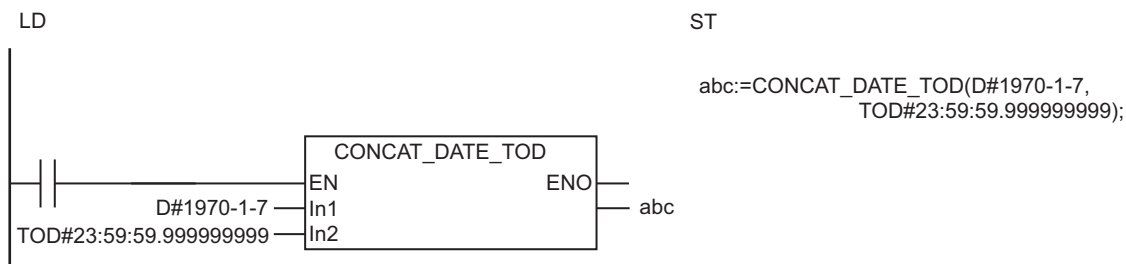 LD
ST
abc:=CONCAT_DATE_TOD(D#1970-1-7,
TOD#23:59:59.999999999);
CONCAT_DATE_TOD
EN
ENO
D#1970-1-7
In1
abc
TOD#23:59:59.999999999
In2